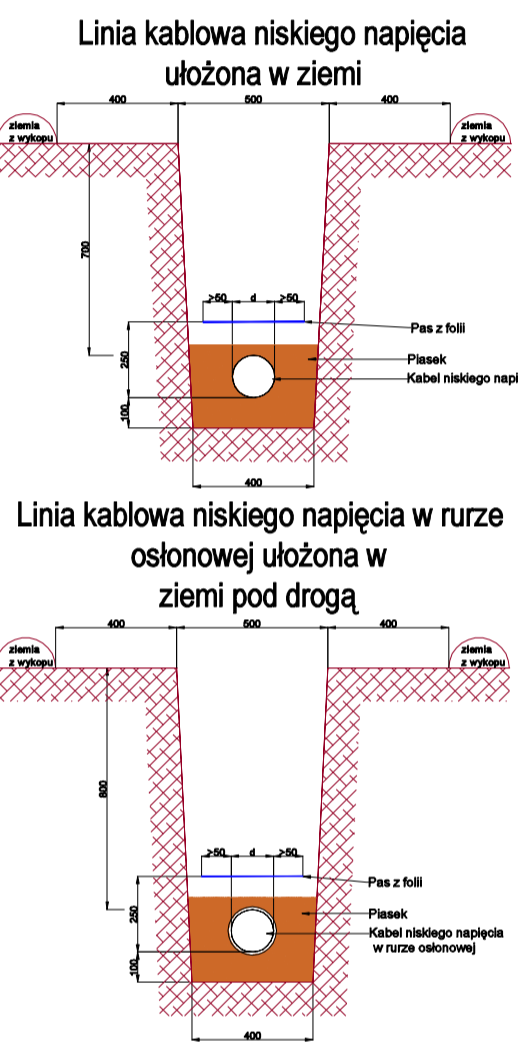 Linia kablowa niskiego napięcia
ułożona w ziemi
400
500
400
ziemia
z wykopu
ziemia
z wykopu
700
>50
d
>50
250
Pas z folii
Piasek
Kabel niskiego napi
100
400
Linia kablowa niskiego napięcia w rurze
osłonowej ułożona w
ziemi pod drogą
400
500
400
ziemia
z wykopu
ziemia
z wykopu
800
>50
d
>50
250
Pas z folii
Piasek
Kabel niskiego napięcia
w rurze osłonowej
100
400